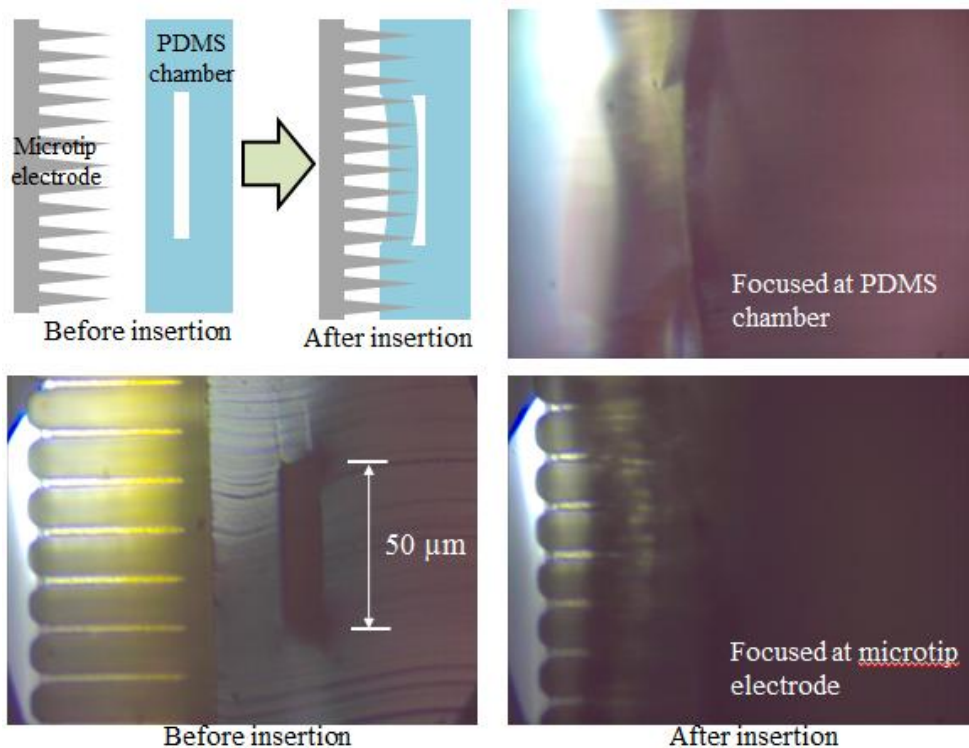 PDMS
chamber
Microtip
electrode
Before insertion
After insertion
Focused at PDMS
chamber
50 µm
Before insertion
Focused at microtip
electrode
After insertion